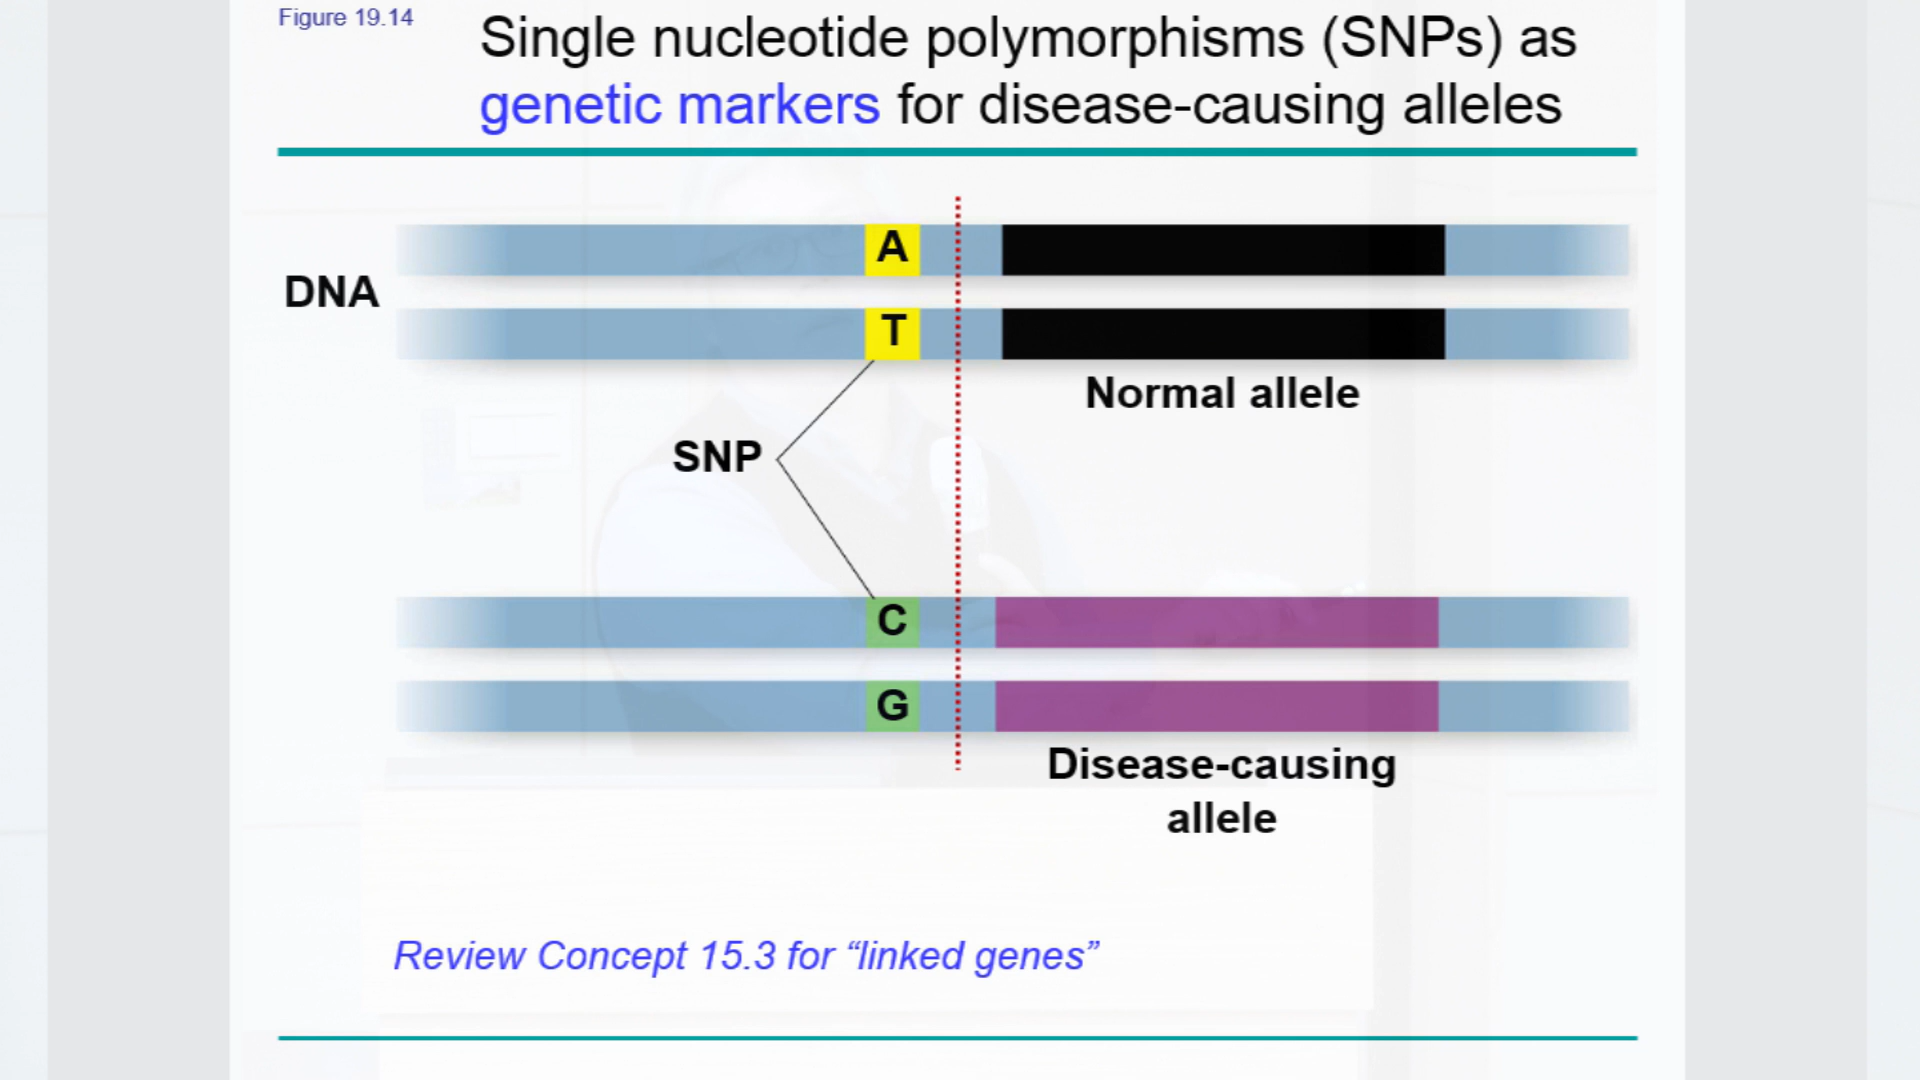 Figure 19.14
Single nucleotide polymorphisms (SNPs) as
genetic markers for disease-causing alleles
A
DNA
T
Normal allele
SNP
C
G
Disease-causing
allele
Review Concept 15.3 for “linked genes”